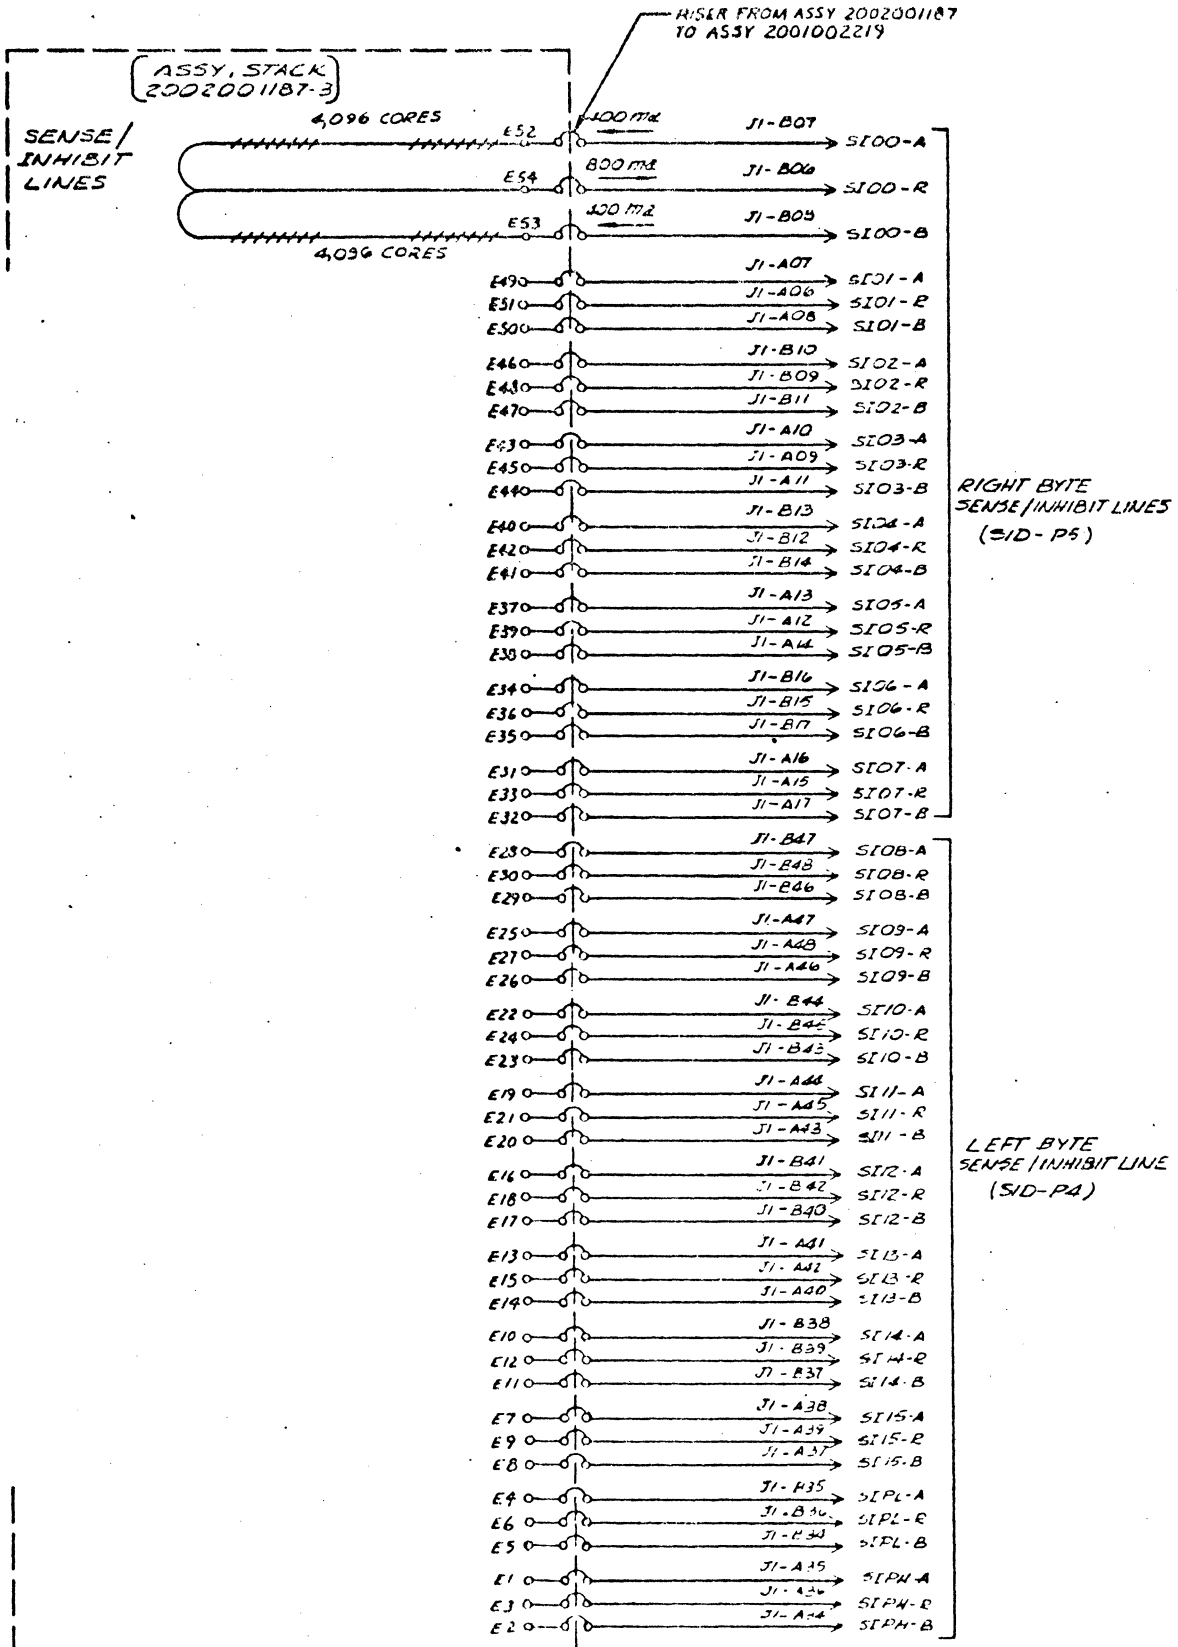 RISER FROM ASSY 2002001187
TO ASSY 2001002219
ASSY, STACK
2002001187-3
SENSE/
INHIBIT
LINES
4,096 CORES
E52 400 ma J1-B07 SI00-A
E54 800 ma J1-B06 SI00-R
E53 400 ma J1-B05 SI00-B
4,096 CORES
E49 J1-A07 SI01-A
E51 J1-A06 SI01-R
E50 J1-A08 SI01-B
E46 J1-B10 SI02-A
E48 J1-B09 SI02-R
E47 J1-B11 SI02-B
E43 J1-A10 SI03-A
E45 J1-A09 SI03-R
E44 J1-A11 SI03-B
RIGHT BYTE
SENSE/INHIBIT LINES
(SID-P5)
E40 J1-B13 SI04-A
E42 J1-B12 SI04-R
E41 J1-B14 SI04-B
E37 J1-A13 SI05-A
E39 J1-A12 SI05-R
E38 J1-A14 SI05-B
E34 J1-B16 SI06-A
E36 J1-B15 SI06-R
E35 J1-B17 SI06-B
E31 J1-A16 SI07-A
E33 J1-A15 SI07-R
E32 J1-A17 SI07-B
E28 J1-B47 SI08-A
E30 J1-B48 SI08-R
E29 J1-B46 SI08-B
E25 J1-A47 SI09-A
E27 J1-A48 SI09-R
E26 J1-A46 SI09-B
E22 J1-B44 SI10-A
E24 J1-B45 SI10-R
E23 J1-B43 SI10-B
E19 J1-A44 SI11-A
E21 J1-A45 SI11-R
E20 J1-A43 SI11-B
LEFT BYTE
SENSE/INHIBIT LINE
(SID-P4)
E16 J1-B41 SI12-A
E18 J1-B42 SI12-R
E17 J1-B40 SI12-B
E13 J1-A41 SI13-A
E15 J1-A42 SI13-R
E14 J1-A40 SI13-B
E10 J1-B38 SI14-A
E12 J1-B39 SI14-R
E11 J1-B37 SI14-B
E7 J1-A38 SI15-A
E9 J1-A39 SI15-R
E8 J1-A37 SI15-B
E4 J1-B35 SIPL-A
E6 J1-B36 SIPL-R
E5 J1-B34 SIPL-B
E1 J1-A35 SIPH-A
E3 J1-A36 SIPH-R
E2 J1-A34 SIPH-B